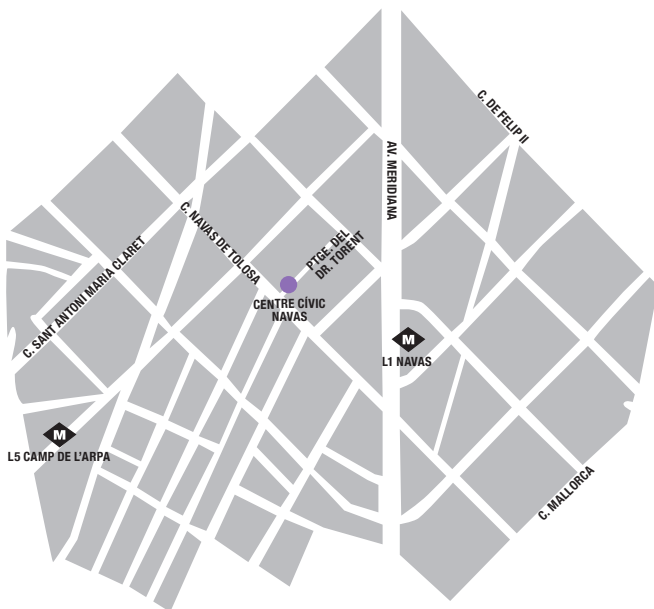 C. DE FELIP II
AV. MERIDIANA
C. NAVAS DE TOLOSA
PTGE. DEL
DR. TORENT
C. SANT ANTONI MARIA CLARET
CENTRE CÍVIC
NAVAS
M
L1 NAVAS
M
L5 CAMP DE L'ARPA
C. MALLORCA